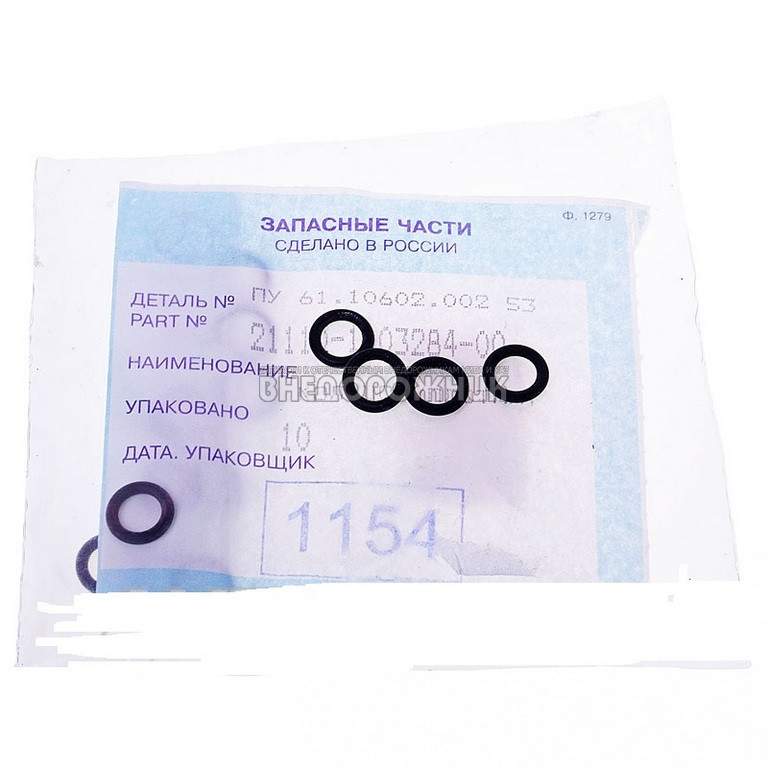 Ф. 1279
ЗАПАСНЫЕ ЧАСТИ
СДЕЛАНО В РОССИИ
ДЕТАЛЬ № ПУ 61.10602.002 53
PART №
НАИМЕНОВАНИЕ
ВНЕДОРОЖНИК
УПАКОВАНО
10
ДАТА. УПАКОВЩИК
1154